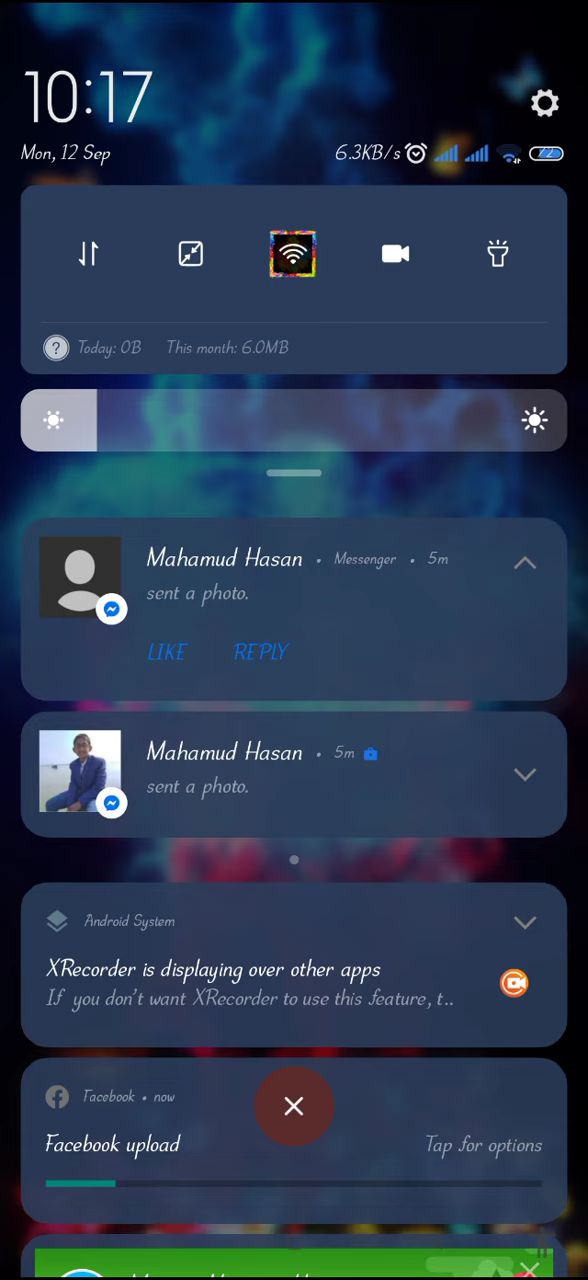 10:17
Mon, 12 Sep
6.3KB/s
72
? Today: 0B This month: 6.0MB
Mahamud Hasan • Messenger • 5m
sent a photo.
LIKE REPLY
Mahamud Hasan • 5m
sent a photo.
Android System
XRecorder is displaying over other apps
If you don't want XRecorder to use this feature, t..
Facebook • now
Facebook upload Tap for options